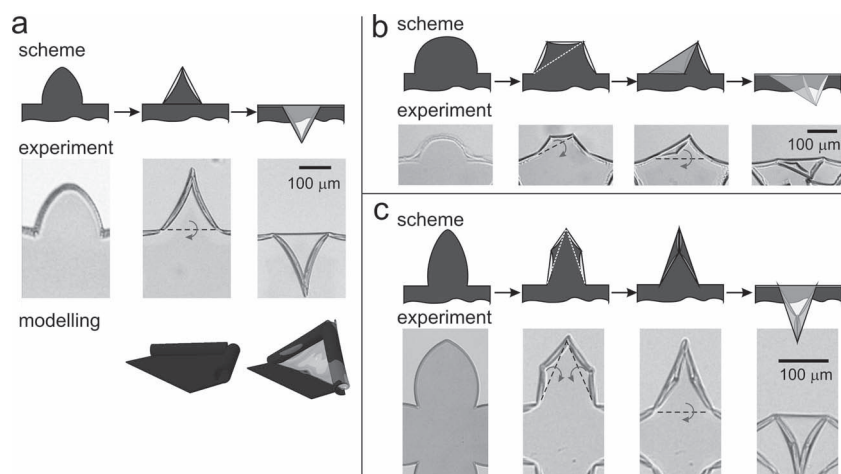 a
scheme
experiment
100 µm
modelling
b
scheme
experiment
100 µm
c
scheme
experiment
100 µm